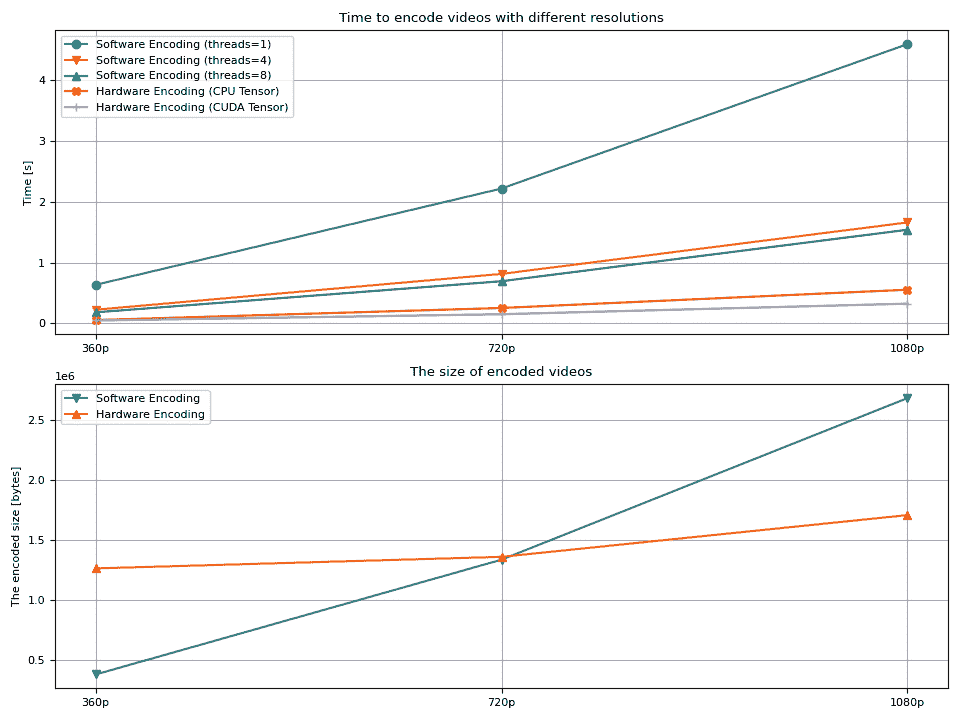 Time to encode videos with different resolutions
Software Encoding (threads=1)
Software Encoding (threads=4)
Software Encoding (threads=8)
Hardware Encoding (CPU Tensor)
Hardware Encoding (CUDA Tensor)
Time [s]
4
3
2
1
0
360p 720p 1080p
The size of encoded videos
1e6
Software Encoding
Hardware Encoding
The encoded size [bytes]
2.5
2.0
1.5
1.0
0.5
360p 720p 1080p